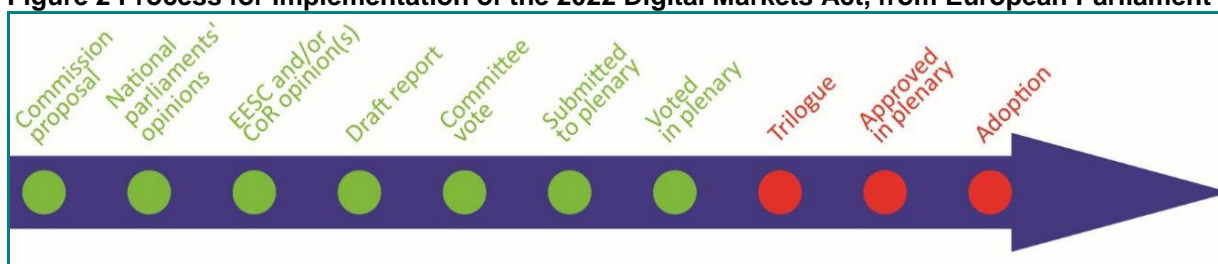 Figure 2 Process for implementation of the 2022 Digital Markets Act, from European Parliament
Commission
proposal
National
parliaments'
opinions
EESC and/or
CoR opinion(s)
Draft report
Committee
vote
Submitted
to plenary
Voted
in plenary
Trilogue
Approved
in plenary
Adoption